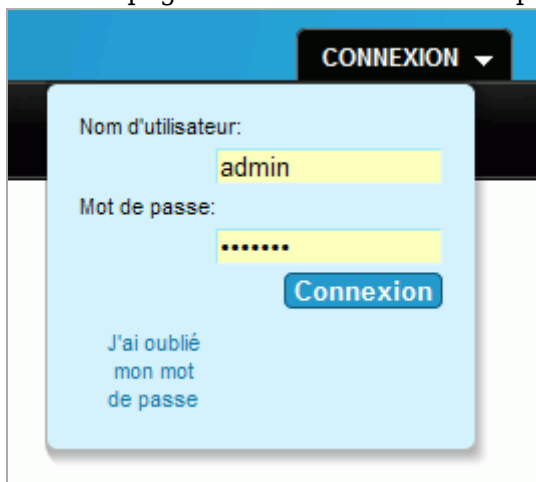 CONNEXION
Nom d'utilisateur:
admin
Mot de passe:
•••••••
Connexion
J'ai oublié
mon mot
de passe